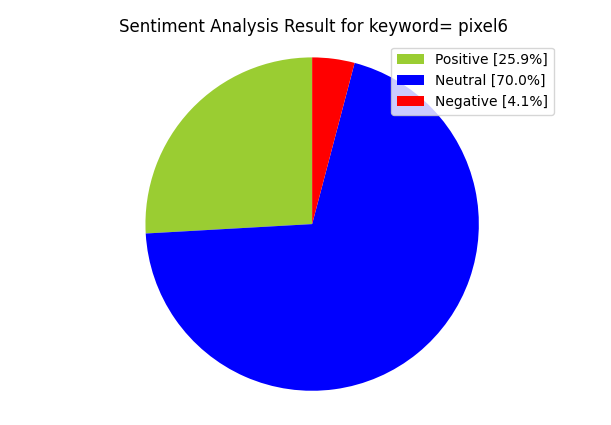 Sentiment Analysis Result for keyword= pixel6
Positive [25.9%]
Neutral [70.0%]
Negative [4.1%]